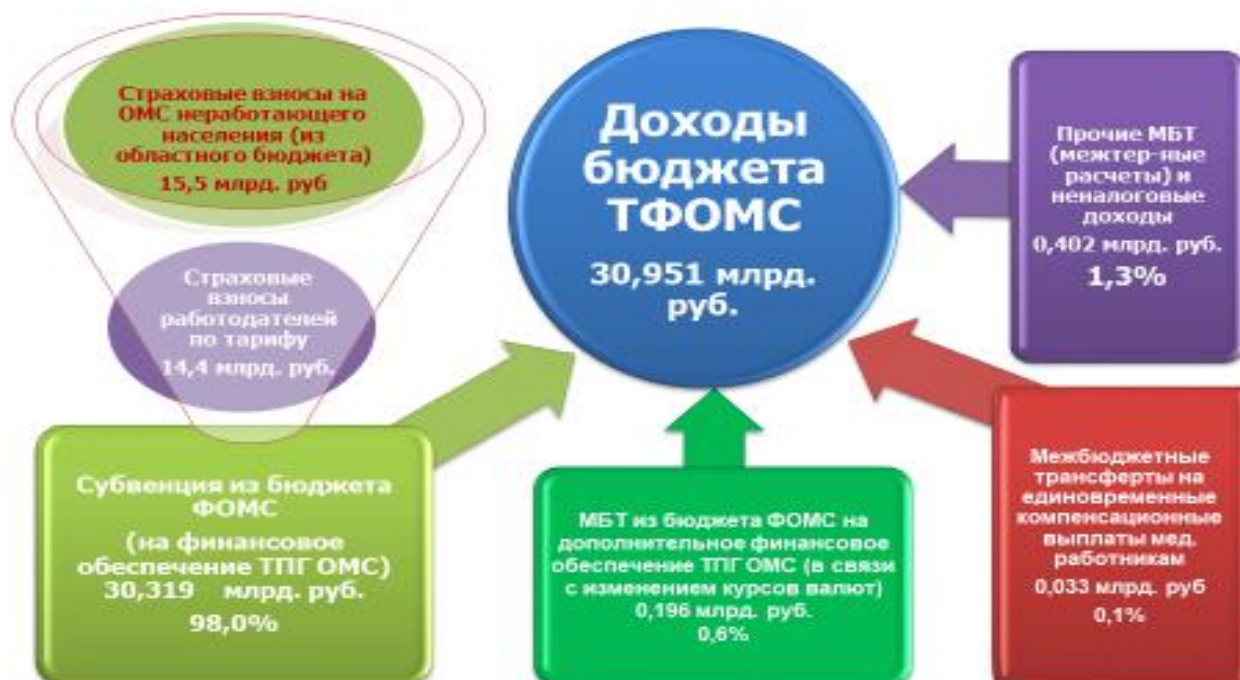 Страховые взносы на
ОМС неработающего
населения (из
областного бюджета)
15,5 млрд. руб
Страховые
взносы
работодателей
по тарифу
14,4 млрд. руб.
Субвенция из бюджета
ФОМС
(на финансовое
обеспечение ТПГ ОМС)
30,319 млрд. руб.
98,0%
Доходы
бюджета
ТФОМС
30,951 млрд.
руб.
МБТ из бюджета ФОМС на
дополнительное финансовое
обеспечение ТПГ ОМС (в связи
с изменением курсов валют)
0,196 млрд. руб.
0,6%
Прочие МБТ
(межтер-ные
расчеты) и
неналоговые
доходы
0,402 млрд. руб.
1,3%
Межбюджетные
трансферты на
единовременные
компенсационные
выплаты мед.
работникам
0,033 млрд. руб
0,1%